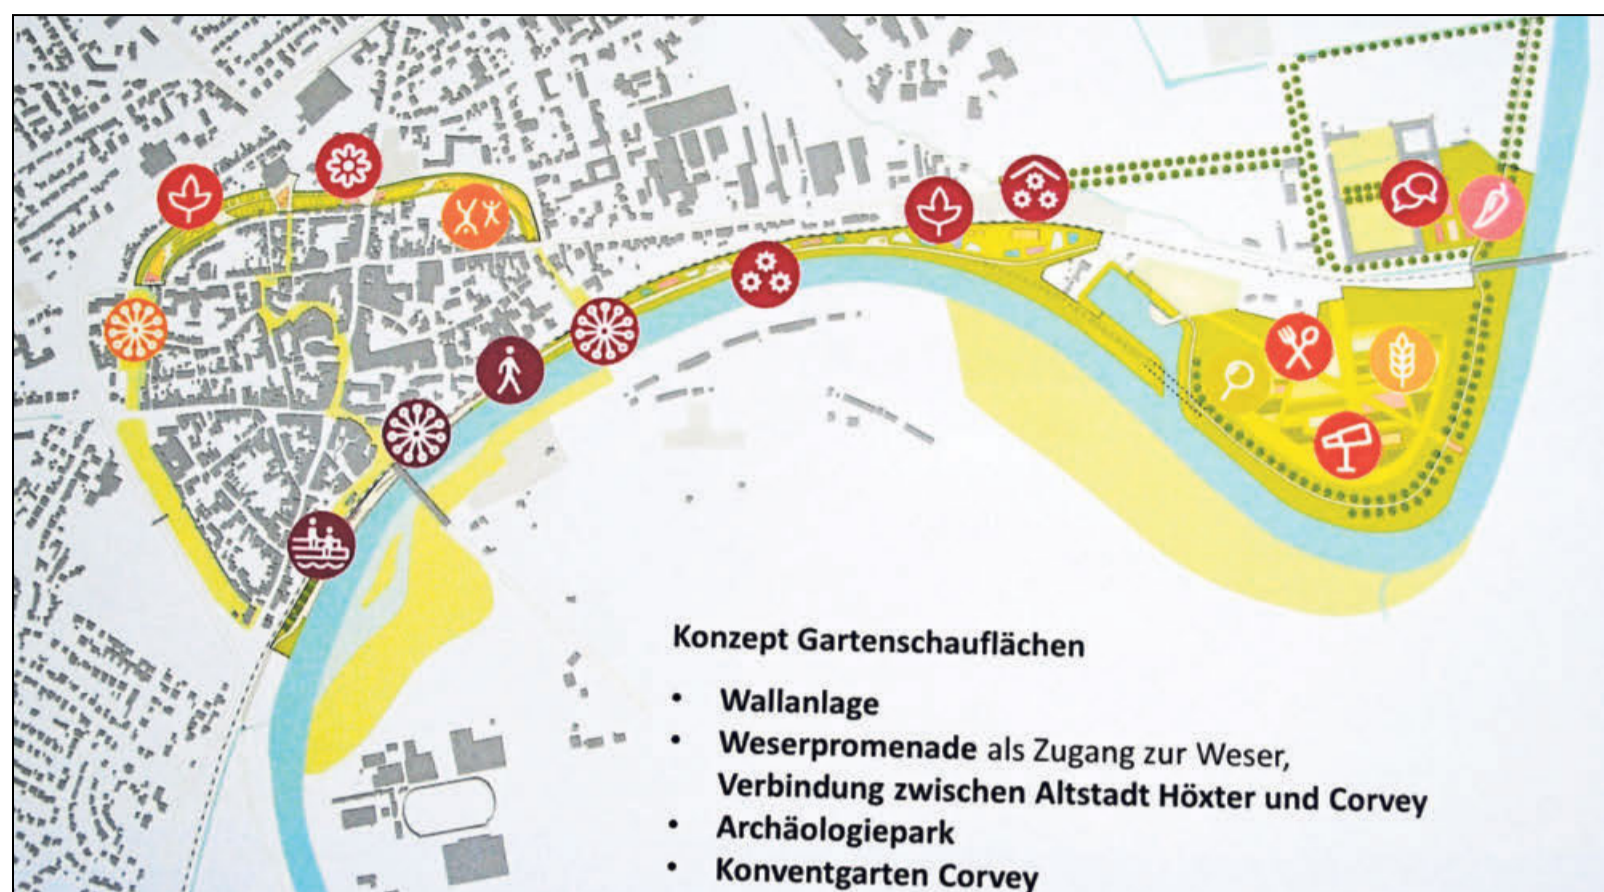 Konzept Gartenschauflächen
• Wallanlage
• Weserpromenade als Zugang zur Weser,
Verbindung zwischen Altstadt Höxter und Corvey
• Archäologiepark
• Konventgarten Corvey